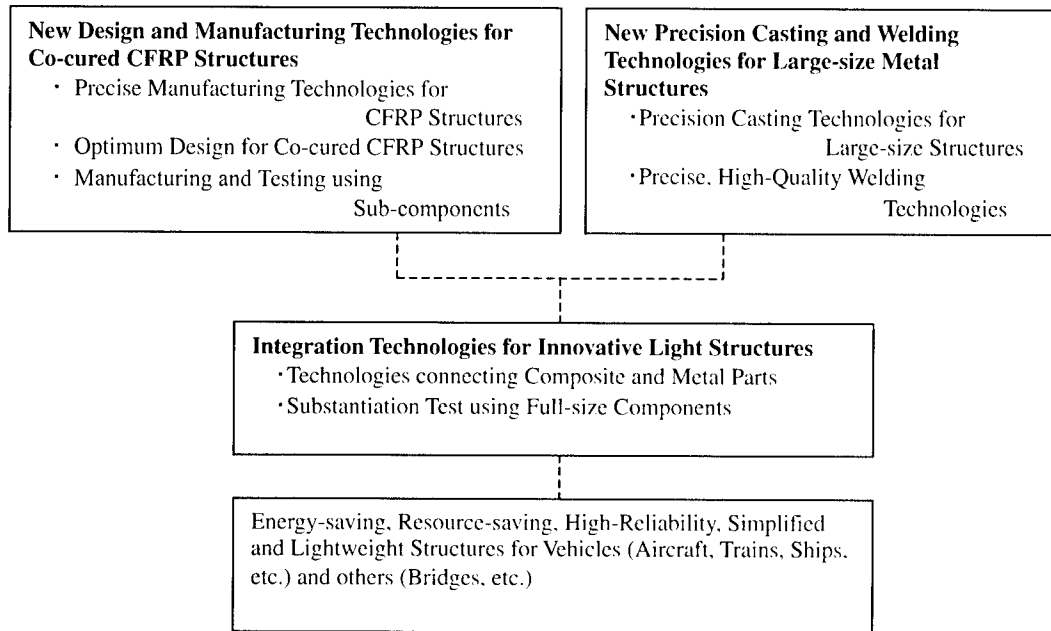 New Design and Manufacturing Technologies for
Co-cured CFRP Structures
・ Precise Manufacturing Technologies for
CFRP Structures
・ Optimum Design for Co-cured CFRP Structures
・ Manufacturing and Testing using
Sub-components
New Precision Casting and Welding
Technologies for Large-size Metal
Structures
・Precision Casting Technologies for
Large-size Structures
・Precise, High-Quality Welding
Technologies
Integration Technologies for Innovative Light Structures
・Technologies connecting Composite and Metal Parts
・Substantiation Test using Full-size Components
Energy-saving, Resource-saving, High-Reliability, Simplified
and Lightweight Structures for Vehicles (Aircraft, Trains, Ships,
etc.) and others (Bridges, etc.)